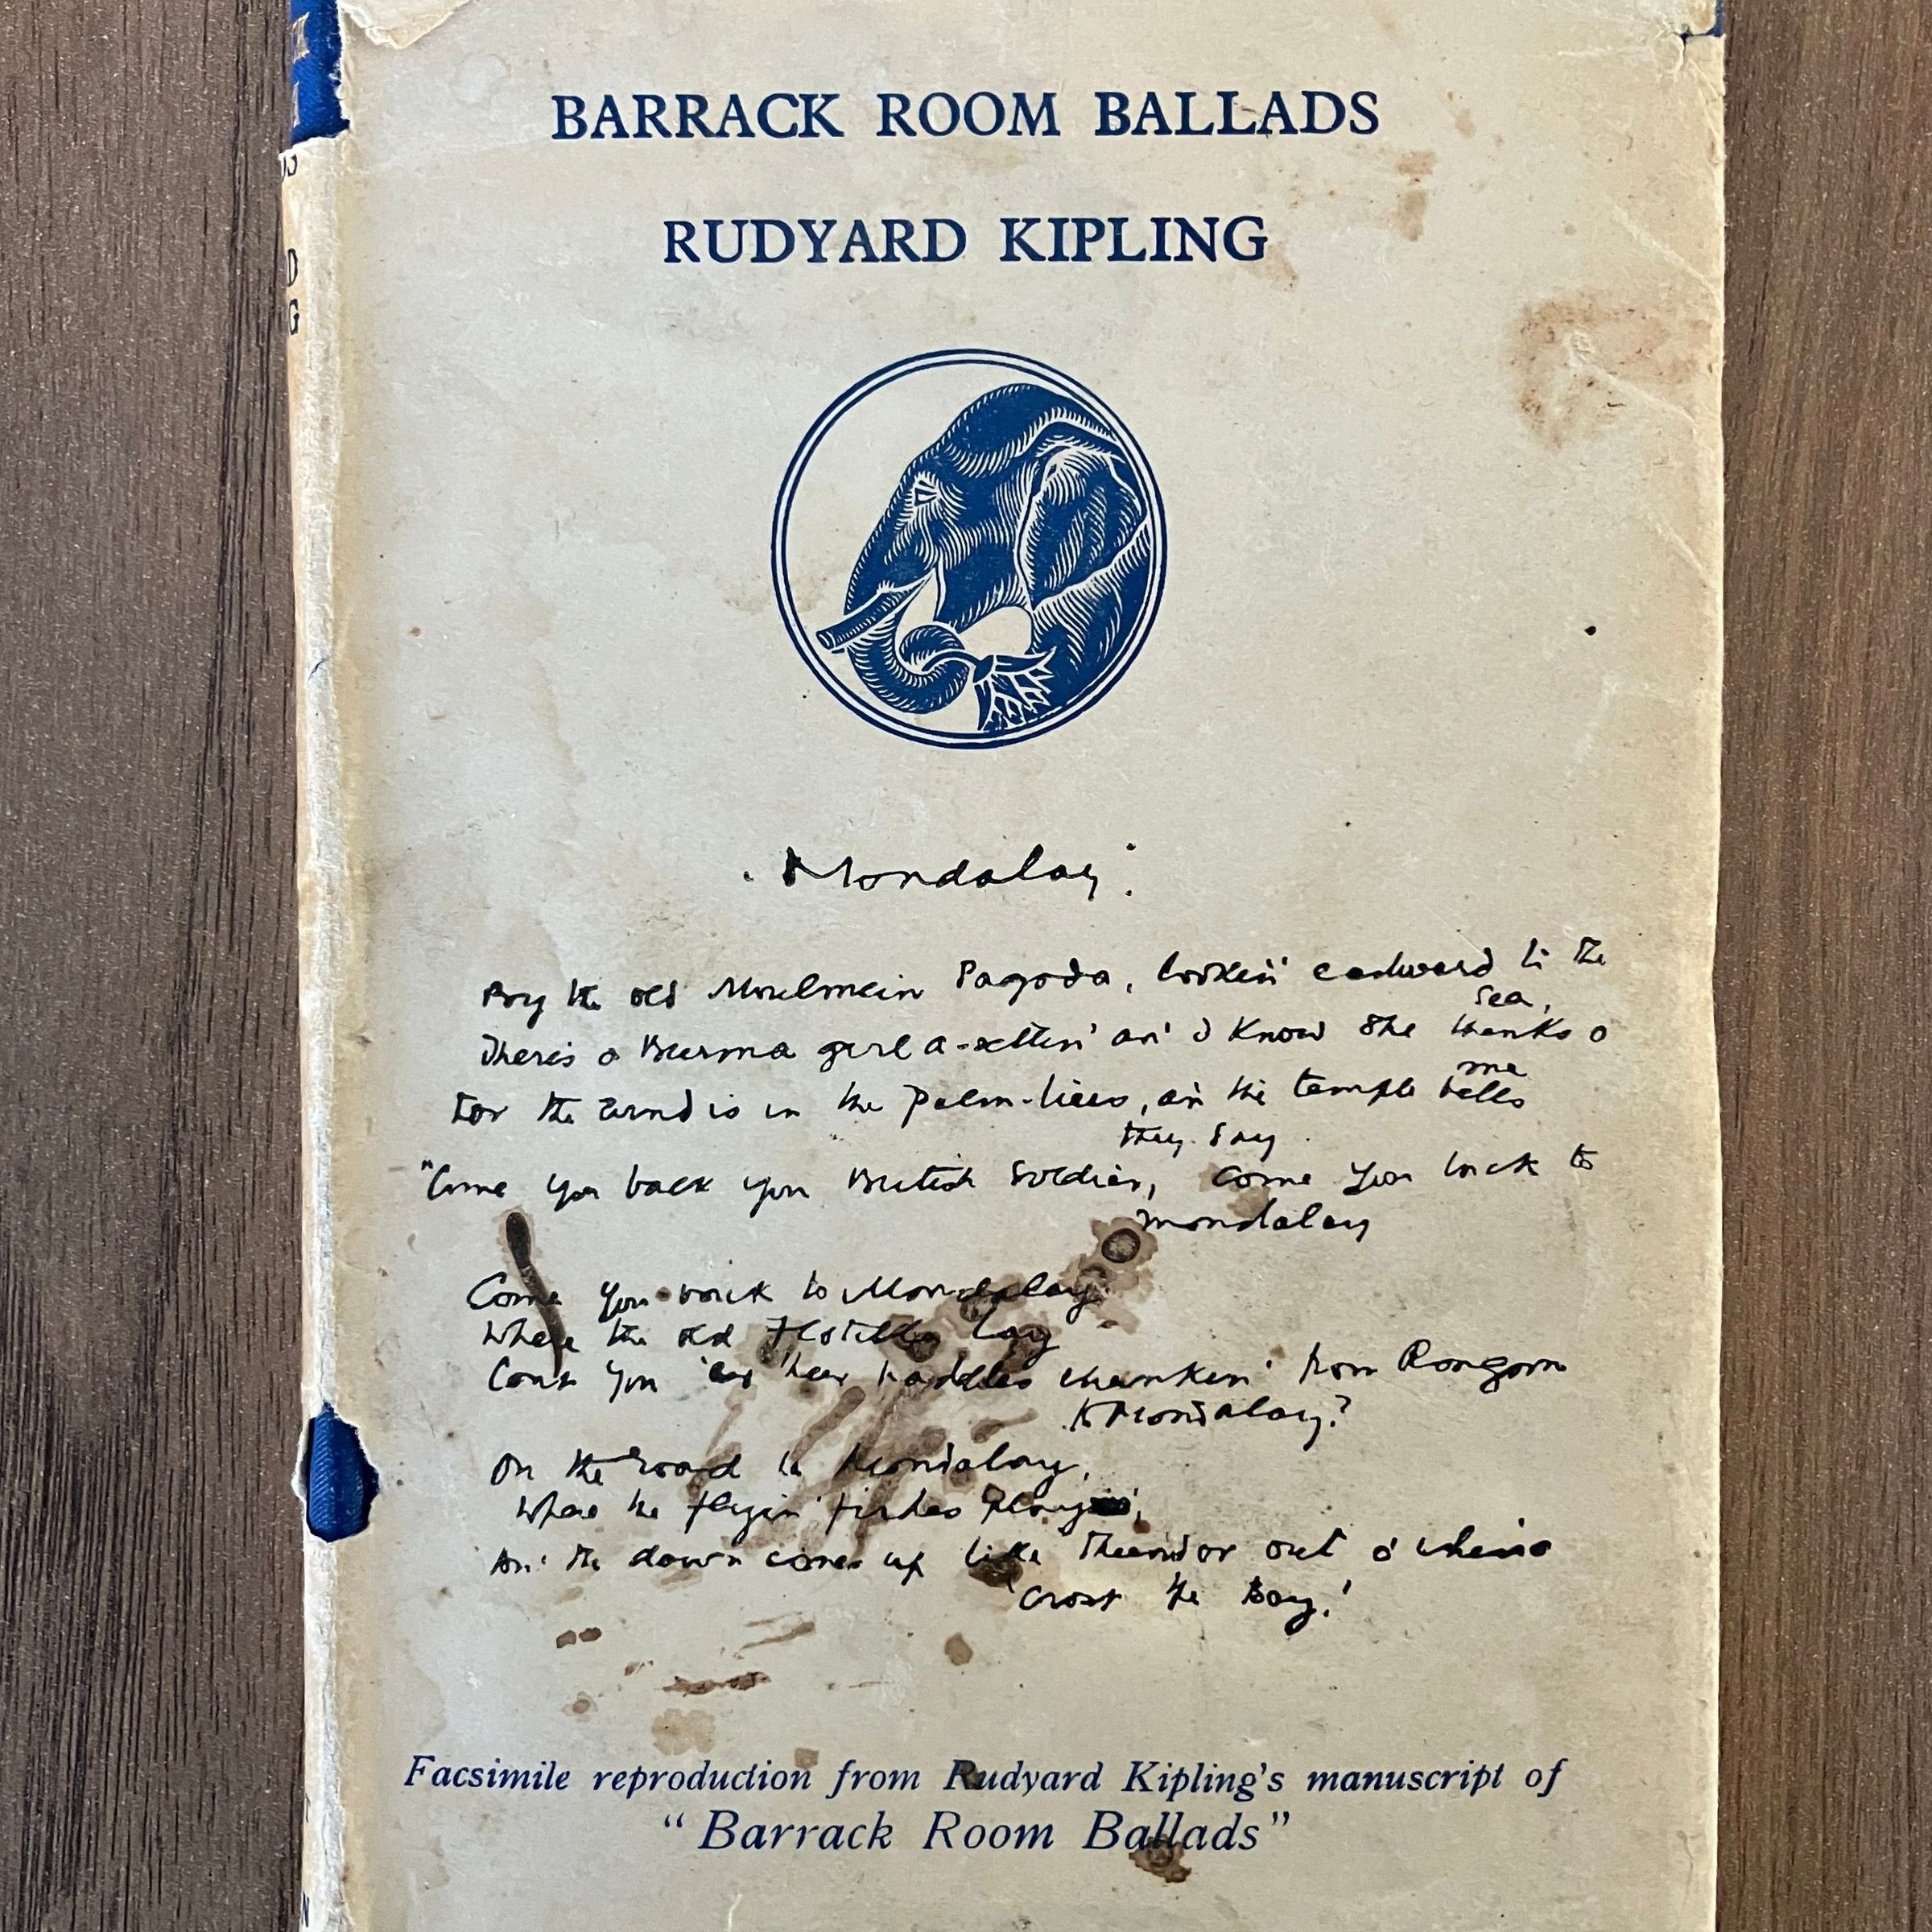 BARRACK ROOM BALLADS
RUDYARD KIPLING
Mandalay
By the old Moulmein Pagoda, lookin' eastward to the
sea,
There's a Burma girl a-settin' an' I know she thinks o
me
For the wind is in the palm-trees, an' the temple bells
they say
"Come you back you British Soldier, come you back to
Mandalay
Come you back to Mandalay
Where the old Flotilla lay
Can't you 'ear their paddles chunkin' from Rangoon
to Mandalay?
On the road to Mandalay,
Where the flyin' fishes play
An' the dawn comes up like thunder out o' China
'crost the Bay!
Facsimile reproduction from Rudyard Kipling's manuscript of
"Barrack Room Ballads"